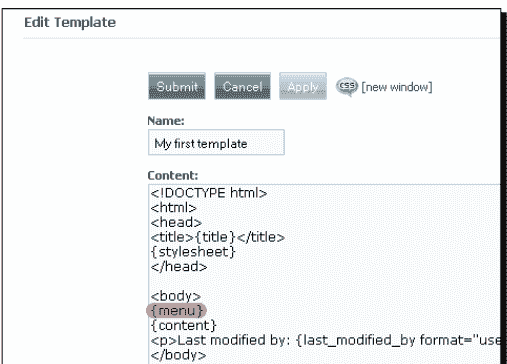 Edit Template
Submit Cancel Apply CSS [new window]
Name:
My first template
Content:
<!DOCTYPE html>
<html>
<head>
<title>{title}</title>
{stylesheet}
</head>
<body>
{menu}
{content}
<p>Last modified by: {last_modified_by format="use
</body>